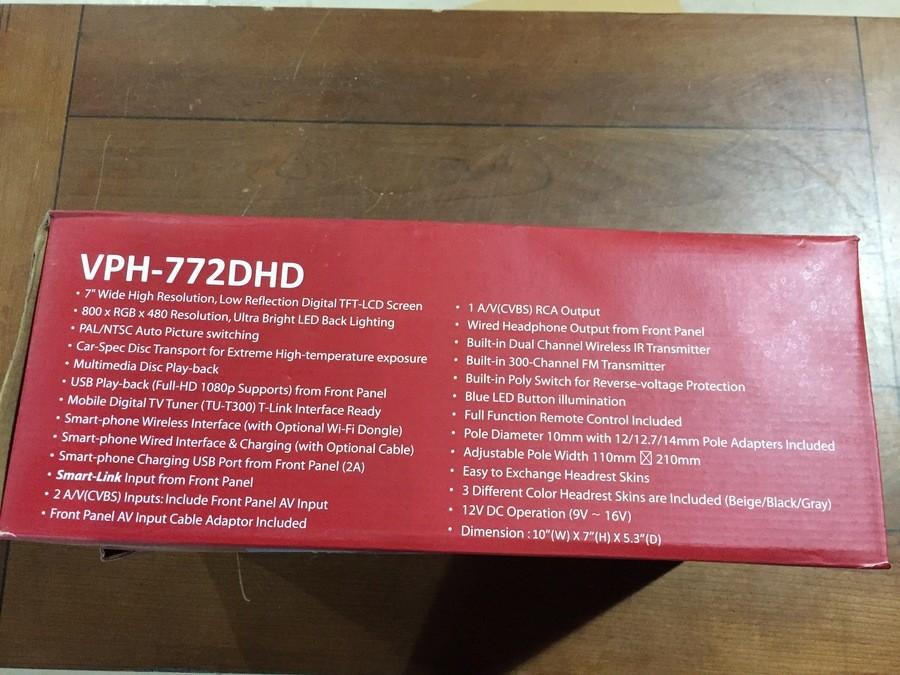 VPH-772DHD
• 7" Wide High Resolution, Low Reflection Digital TFT-LCD Screen
• 800 x RGB x 480 Resolution, Ultra Bright LED Back Lighting
• PAL/NTSC Auto Picture switching
• Car-Spec Disc Transport for Extreme High-temperature exposure
• Multimedia Disc Play-back
• USB Play-back (Full-HD 1080p Supports) from Front Panel
• Mobile Digital TV Tuner (TU-T300) T-Link Interface Ready
• Smart-phone Wireless Interface (with Optional Wi-Fi Dongle)
• Smart-phone Wired Interface & Charging (with Optional Cable)
• Smart-phone Charging USB Port from Front Panel (2A)
• Smart-Link Input from Front Panel
• 2 A/V(CVBS) Inputs: Include Front Panel AV Input
• Front Panel AV Input Cable Adaptor Included
• 1 A/V(CVBS) RCA Output
• Wired Headphone Output from Front Panel
• Built-in Dual Channel Wireless IR Transmitter
• Built-in 300-Channel FM Transmitter
• Built-in Poly Switch for Reverse-voltage Protection
• Blue LED Button illumination
• Full Function Remote Control Included
• Pole Diameter 10mm with 12/12.7/14mm Pole Adapters Included
• Adjustable Pole Width 110mm ☒ 210mm
• Easy to Exchange Headrest Skins
• 3 Different Color Headrest Skins are Included (Beige/Black/Gray)
• 12V DC Operation (9V ~ 16V)
• Dimension : 10"(W) X 7"(H) X 5.3"(D)